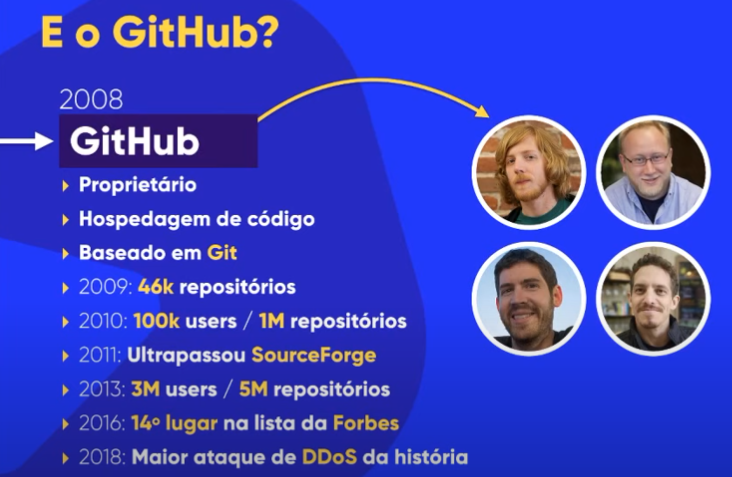 E o GitHub?
2008
GitHub
Proprietário
Hospedagem de código
Baseado em Git
2009: 46k repositórios
2010: 100k users / 1M repositórios
2011: Ultrapassou SourceForge
2013: 3M users / 5M repositórios
2016: 14º lugar na lista da Forbes
2018: Maior ataque de DDoS da história